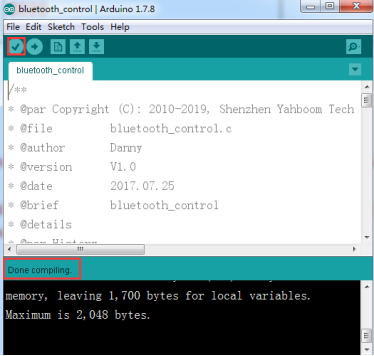 bluetooth_control | Arduino 1.7.8
File Edit Sketch Tools Help
bluetooth_control
/**
* @par Copyright (C): 2010-2019, Shenzhen Yahboom Tech
* @file bluetooth_control.c
* @author Danny
* @version V1.0
* @date 2017.07.25
* @brief bluetooth_control
* @details
* @par History
Done compiling.
memory, leaving 1,700 bytes for local variables.
Maximum is 2,048 bytes.